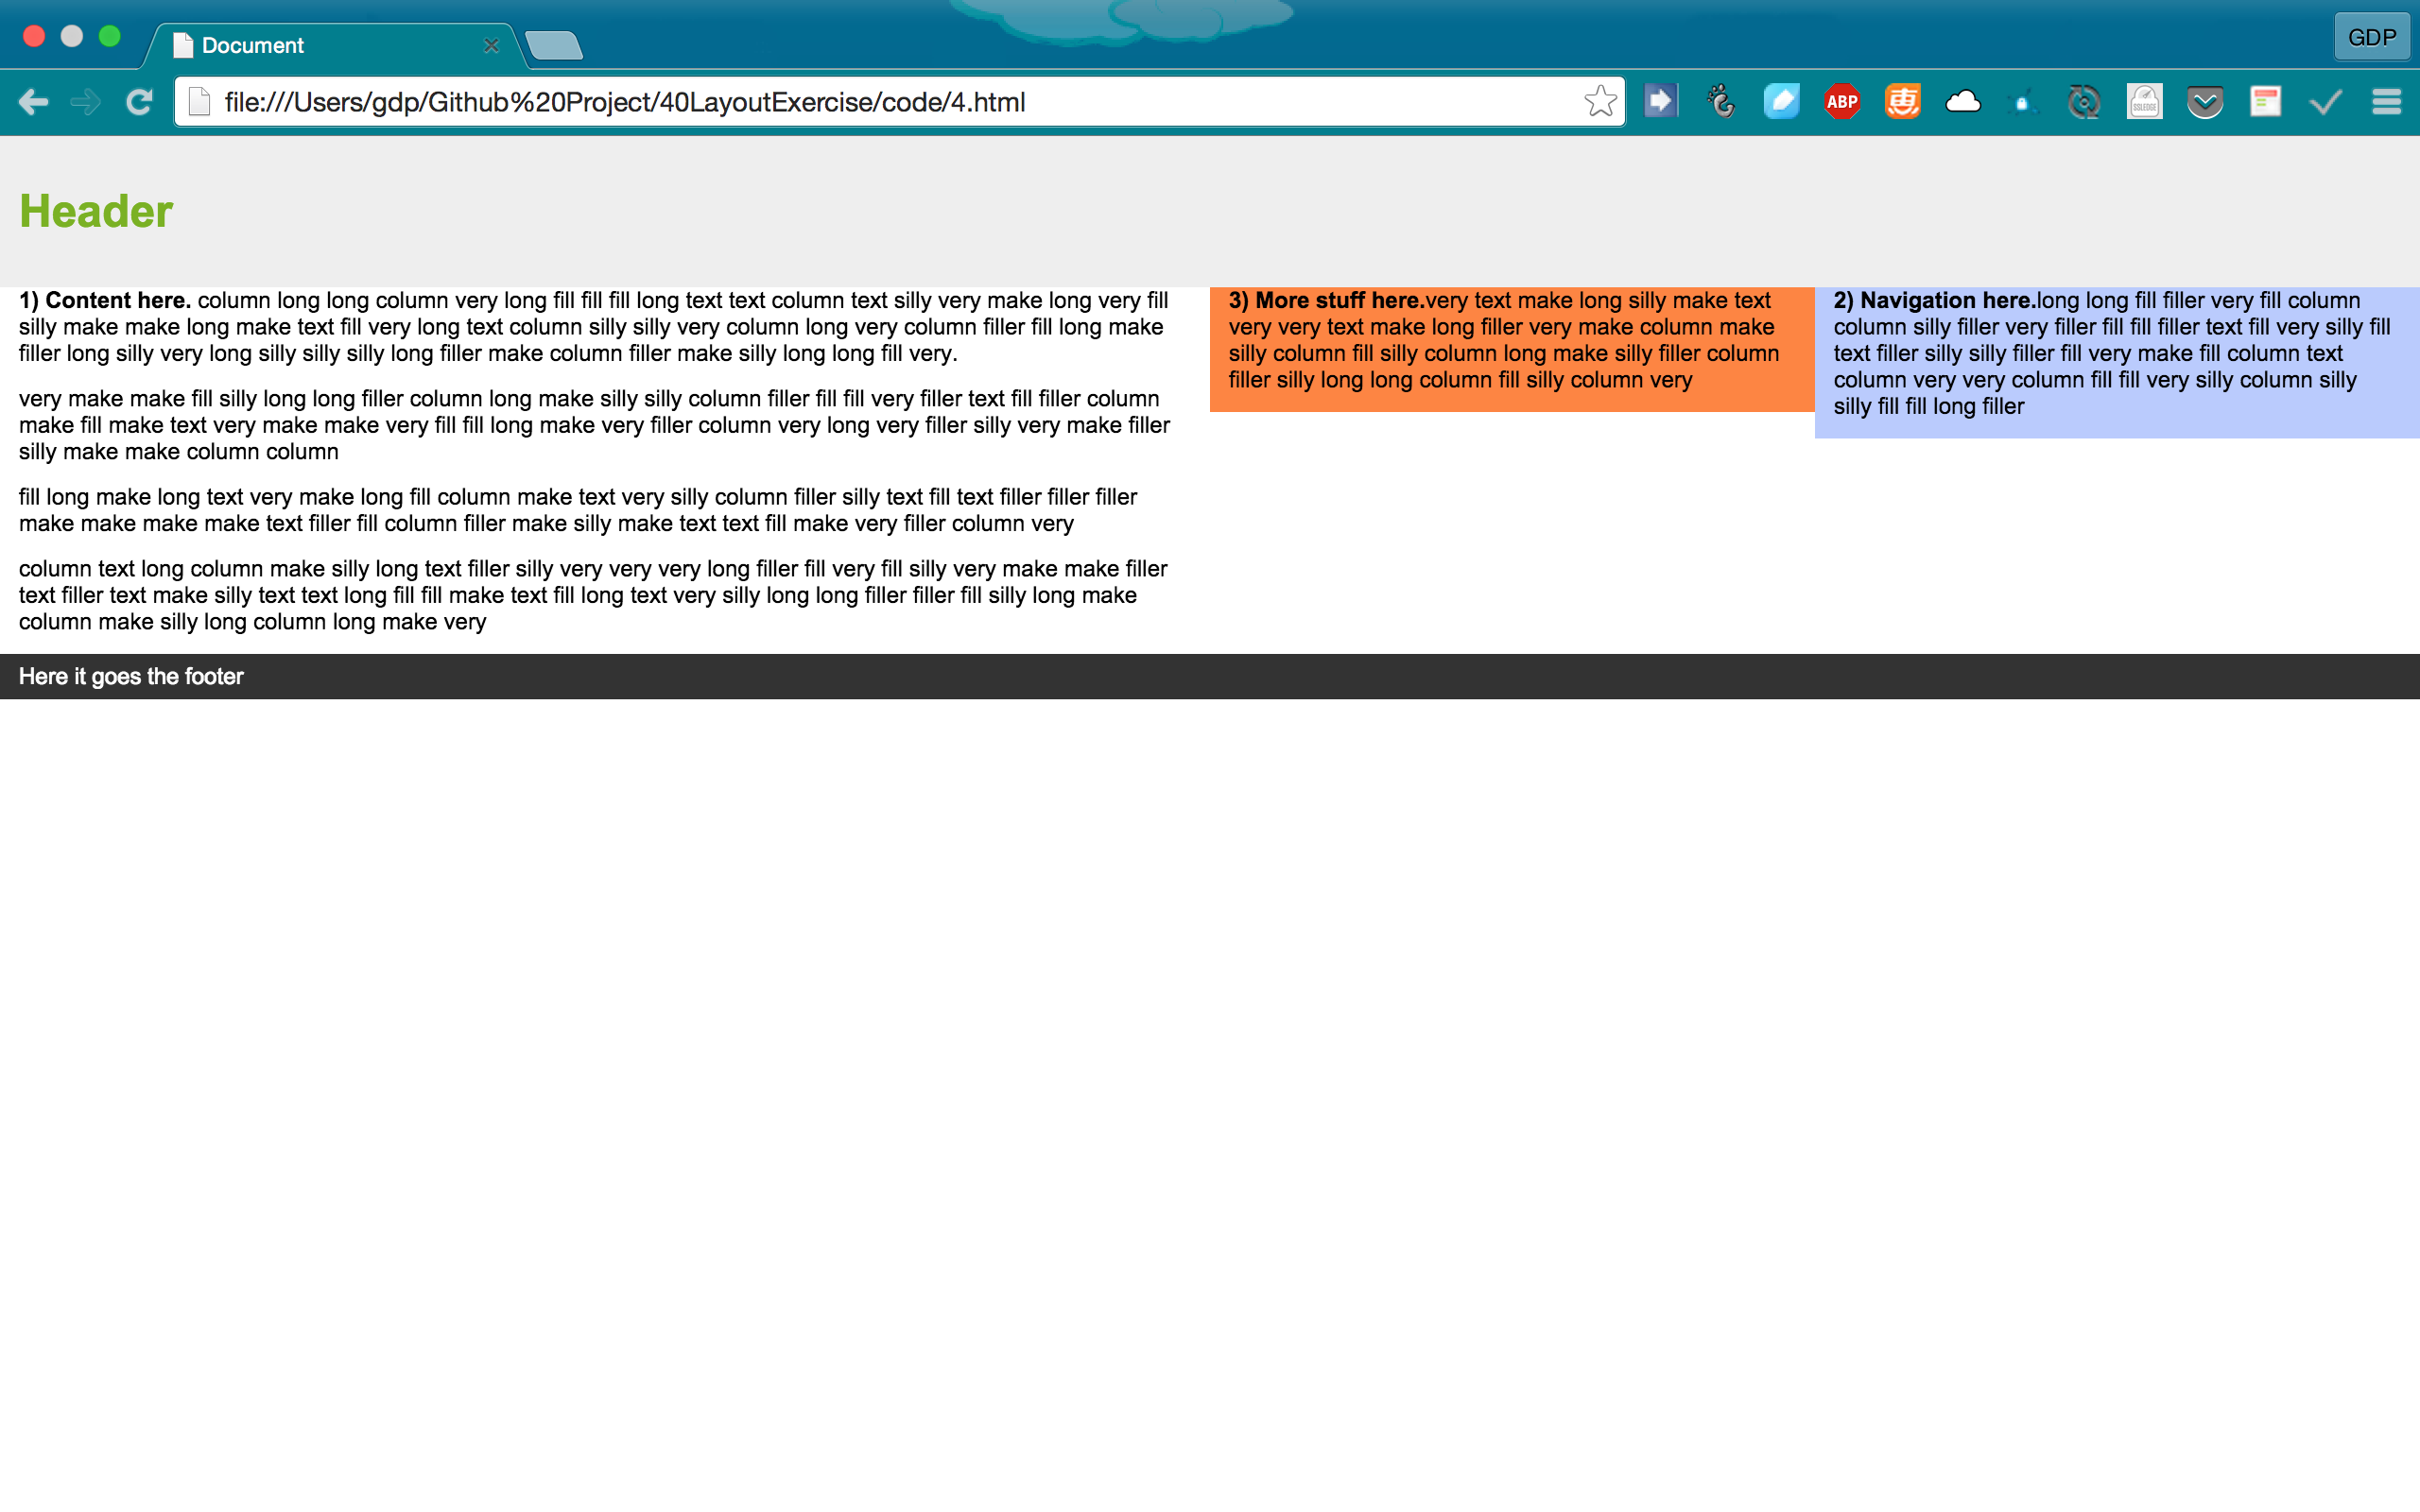 Document
GDP
file:///Users/gdp/Github%20Project/40LayoutExercise/code/4.html
ABP
惠
SSLEDGE
Header
1) Content here. column long long column very long fill fill fill long text text column text silly very make long very fill
silly make make long make text fill very long text column silly silly very column long very column filler fill long make
filler long silly very long silly silly silly long filler make column filler make silly long long fill very.
very make make fill silly long long filler column long make silly silly column filler fill fill very filler text fill filler column
make fill make text very make make very fill fill long make very filler column very long very filler silly very make filler
silly make make column column
fill long make long text very make long fill column make text very silly column filler silly text fill text filler filler filler
make make make make text filler fill column filler make silly make text text fill make very filler column very
column text long column make silly long text filler silly very very very long filler fill very fill silly very make make filler
text filler text make silly text text long fill fill make text fill long text very silly long long filler filler fill silly long make
column make silly long column long make very
3) More stuff here.very text make long silly make text
very very text make long filler very make column make
silly column fill silly column long make silly filler column
filler silly long long column fill silly column very
2) Navigation here.long long fill filler very fill column
column silly filler very filler fill fill filler text fill very silly fill
text filler silly silly filler fill very make fill column text
column very very column fill fill very silly column silly
silly fill fill long filler
Here it goes the footer